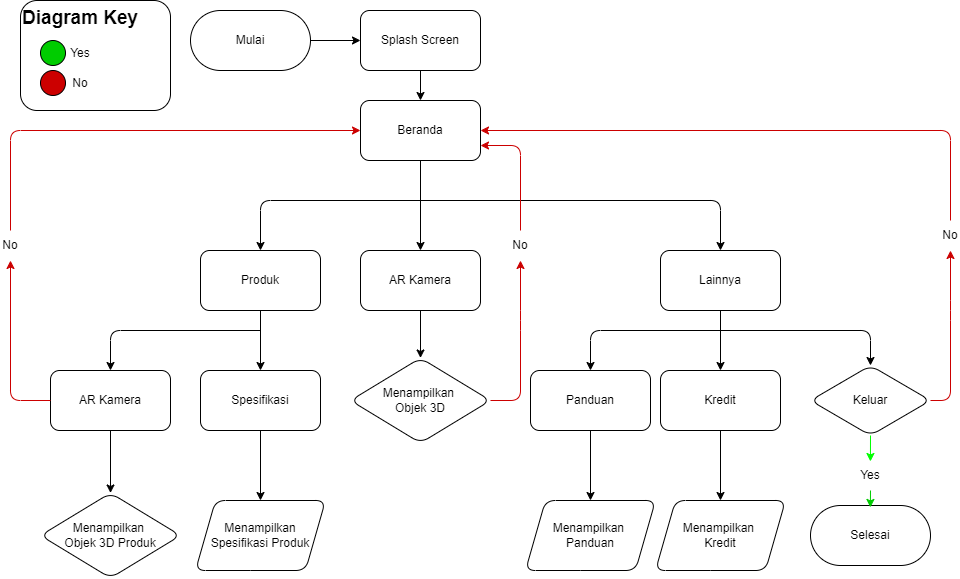 Diagram Key
Yes
No
Mulai
Splash Screen
Beranda
No
No
No
Produk
AR Kamera
Lainnya
AR Kamera
Spesifikasi
Menampilkan
Objek 3D
Panduan
Kredit
Keluar
Yes
Menampilkan
Objek 3D Produk
Menampilkan
Spesifikasi Produk
Menampilkan
Panduan
Menampilkan
Kredit
Selesai